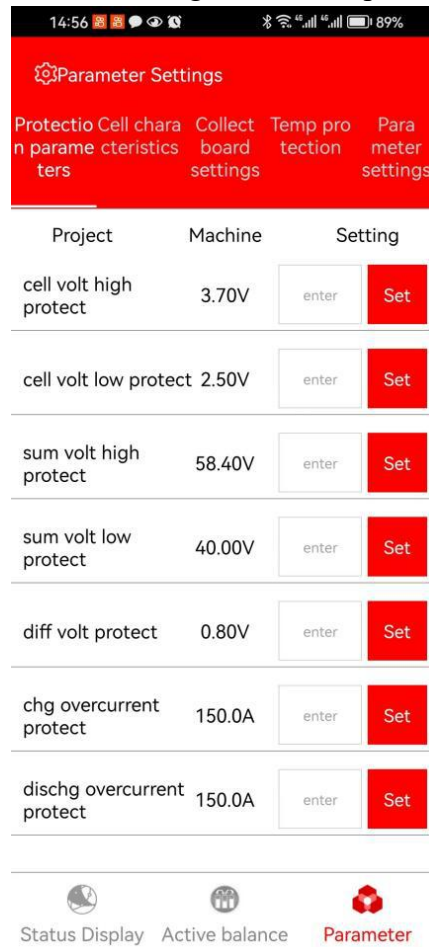 14:56 89%
Parameter Settings
Protectio Cell chara Collect Temp pro Para
n parame cteristics board tection meter
ters settings settings
Project Machine Setting
cell volt high
protect 3.70V enter Set
cell volt low protect 2.50V enter Set
sum volt high
protect 58.40V enter Set
sum volt low
protect 40.00V enter Set
diff volt protect 0.80V enter Set
chg overcurrent
protect 150.0A enter Set
dischg overcurrent
protect 150.0A enter Set
Status Display Active balance Parameter